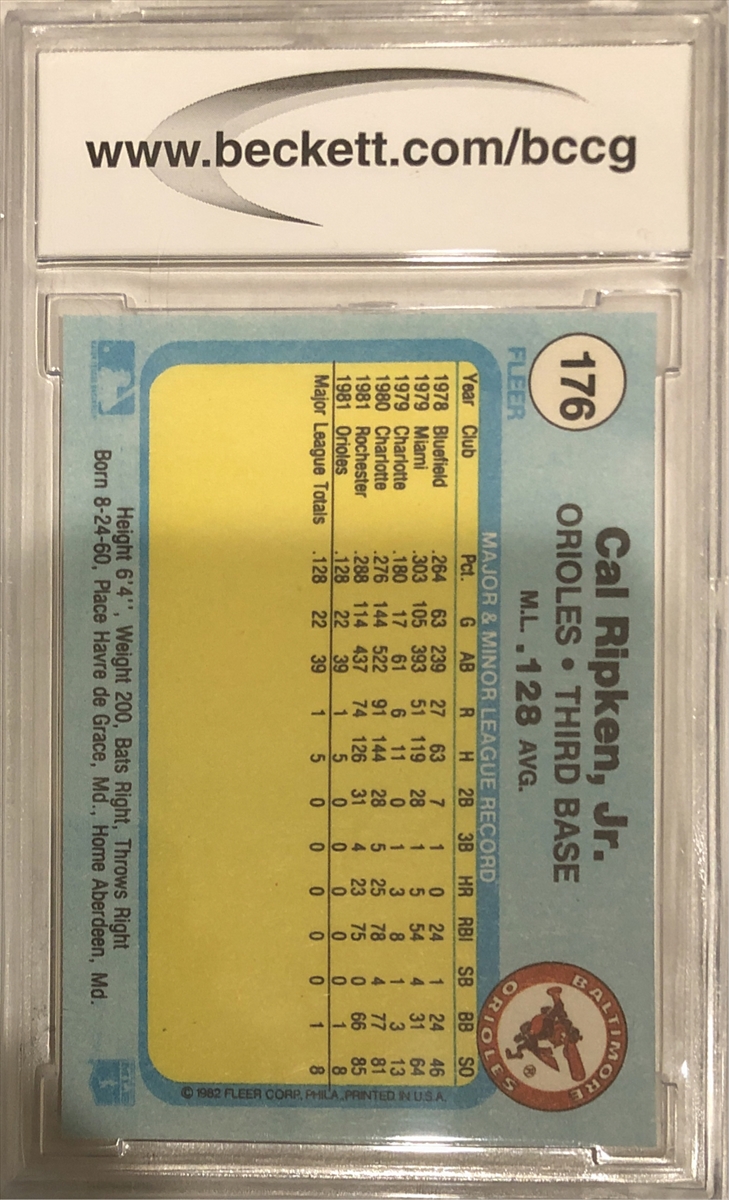 www.beckett.com/bccg
176
FLEER
Cal Ripken, Jr.
ORIOLES • THIRD BASE
M.L. .128 AVG.
BALTIMORE
ORIOLES
®
MAJOR & MINOR LEAGUE RECORD
Year Club Pct. G AB R H 2B 3B HR RBI SB BB SO
1978 Bluefield .264 63 239 27 63 7 1 0 24 1 24 46
1979 Miami .303 105 393 51 119 28 1 5 54 4 31 64
1979 Charlotte .180 17 61 6 11 0 1 3 8 1 3 13
1980 Charlotte .276 144 522 91 144 28 5 25 78 4 77 81
1981 Rochester .288 114 437 74 126 31 4 23 75 0 66 85
1981 Orioles .128 22 39 1 5 0 0 0 0 0 1 8
Major League Totals .128 22 39 1 5 0 0 0 0 0 1 8
© 1982 FLEER CORP. PHILA. PRINTED IN U.S.A.
Height 6'4", Weight 200, Bats Right, Throws Right
Born 8-24-60, Place Havre de Grace, Md., Home Aberdeen, Md.